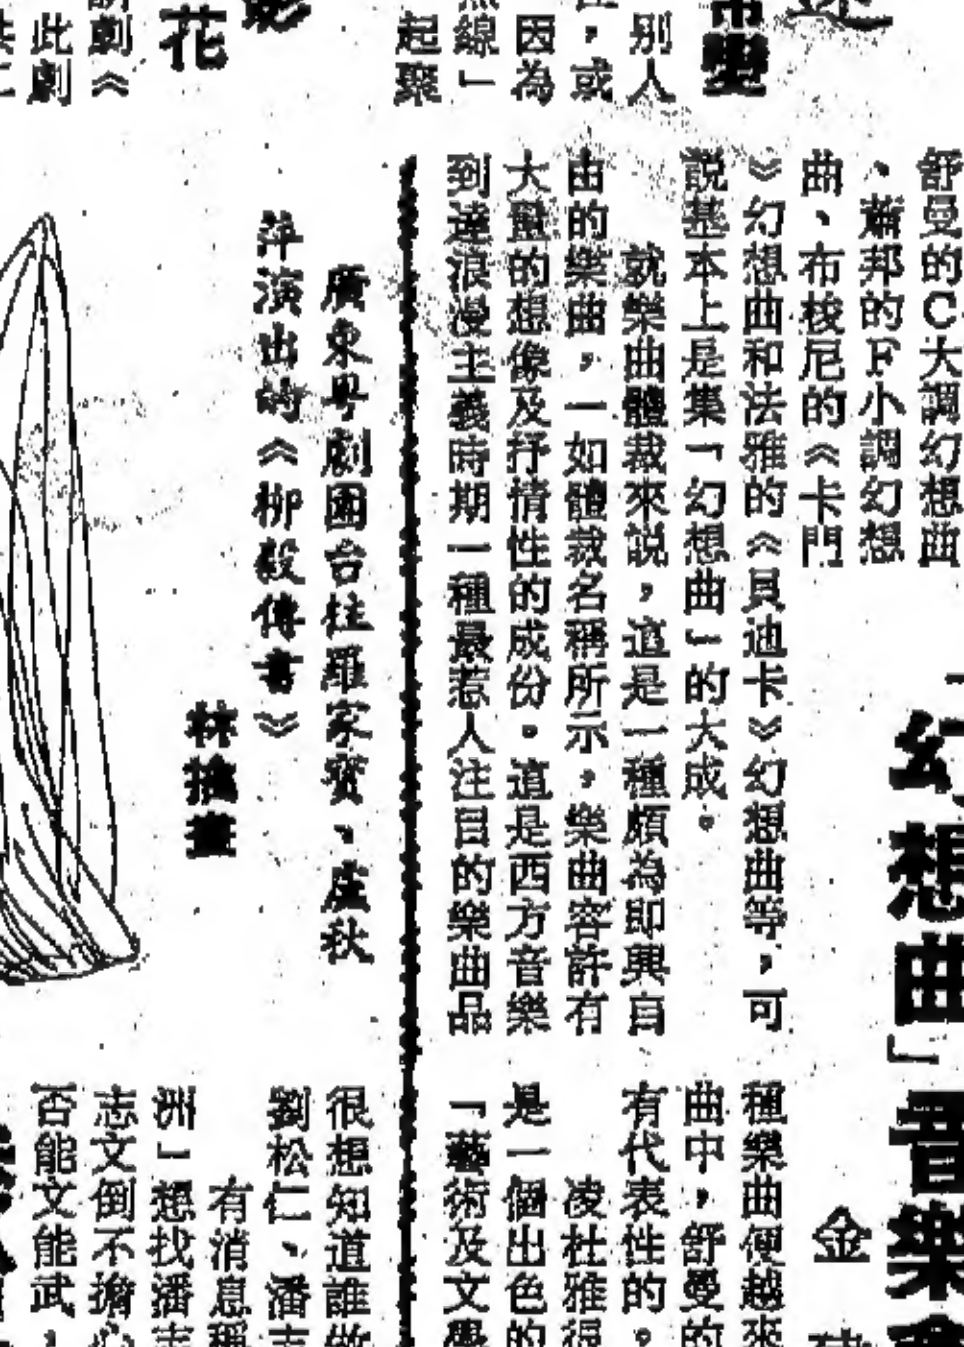 「幻想曲」音樂會
金
舒曼的C大調幻想曲
、蕭邦的F小調幻想
曲、布梭尼的《卡門
》幻想曲和法雅的《貝迪卡》幻想曲等,可
說基本上是集「幻想曲」的大成。
就樂曲體裁來說,這是一種頗為即興自
由的樂曲,一如體裁名稱所示,樂曲容許有
大量的想像及抒情性的成份。這是西方音樂
到達浪漫主義時期一種最惹人注目的樂曲品
種樂曲便越來
曲中,舒曼的
有代表性的。
凌杜雅很
是一個出色的
「藝術及文學
別人
,或
因為
線」
起聚
花
劇《
此劇
廣東粵劇團台柱羅家寶、盧秋
萍演出的《柳毅傳書》
林擒畫
很想知道誰做
劉松仁、潘志
有消息稱
洲」想找潘志
志文倒不擔心
否能文能武,